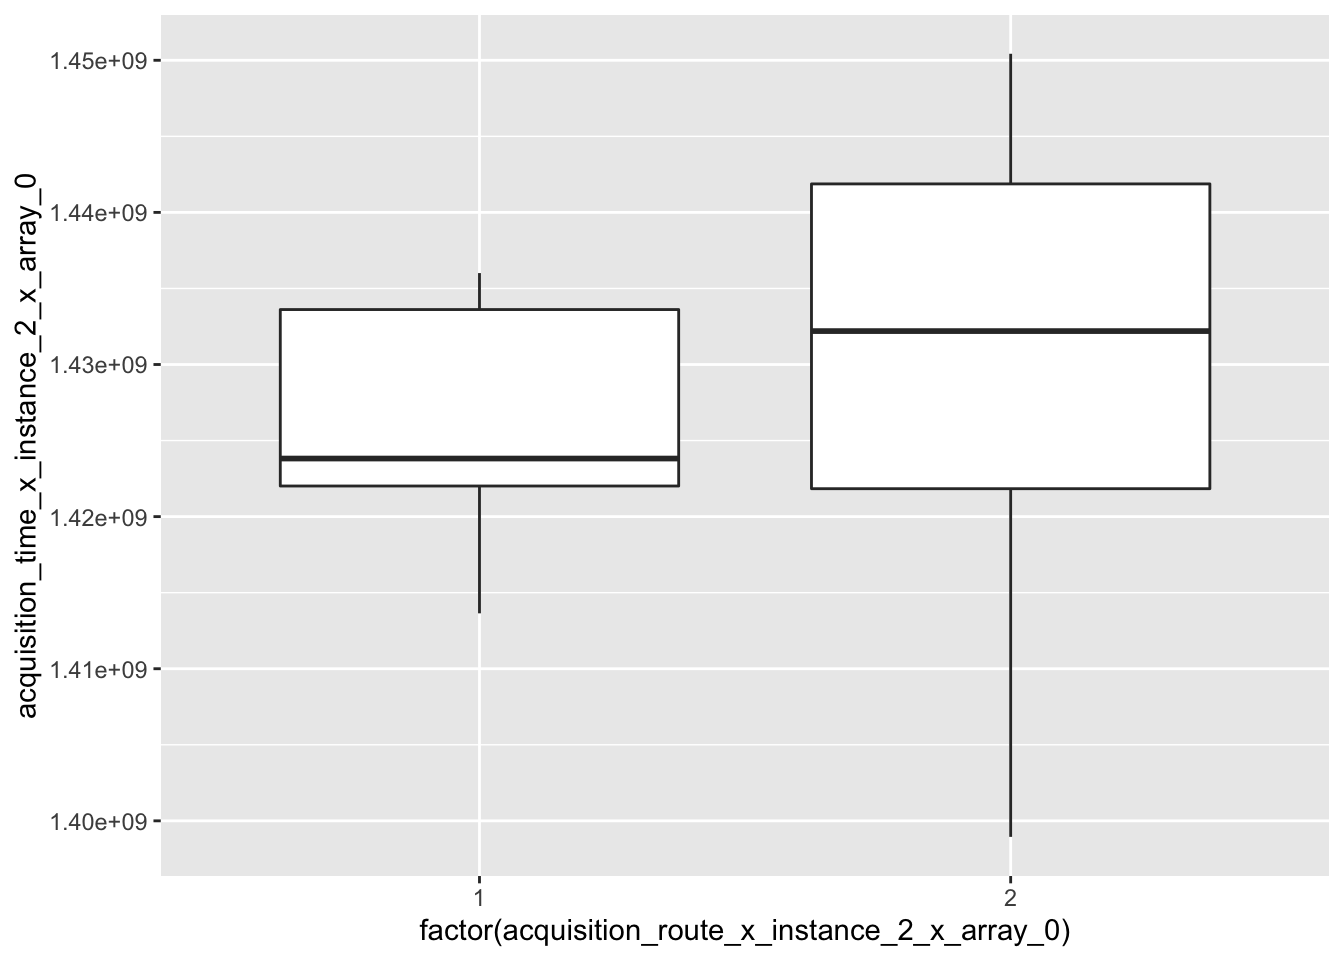 acquisition_time_x_instance_2_x_array_0
1.45e+09
1.44e+09
1.43e+09
1.42e+09
1.41e+09
1.40e+09
1
2
factor(acquisition_route_x_instance_2_x_array_0)